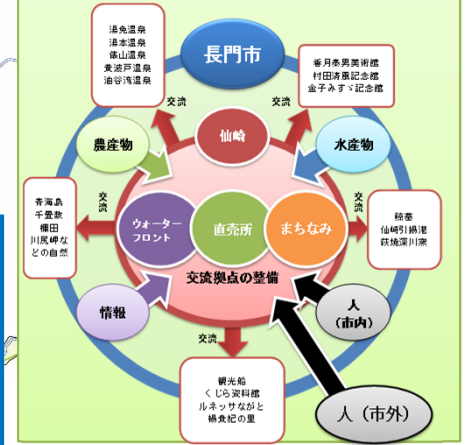 湯免温泉
湯本温泉
俵山温泉
黄波戸温泉
油谷湾温泉
長門市
香月泰男美術館
村田清風記念館
金子みすゞ記念館
交流
交流
仙崎
農産物
水産物
青海島
千畳敷
棚田
川尻岬な
どの自然
交流
ウォーター
フロント
直売所
まちなみ
交流
鯨墓
仙崎引揚港
萩焼深川窯
交流拠点の整備
情報
人
（市内）
交流
観光船
くじら資料館
ルネッサながと
楊貴妃の里
人（市外）